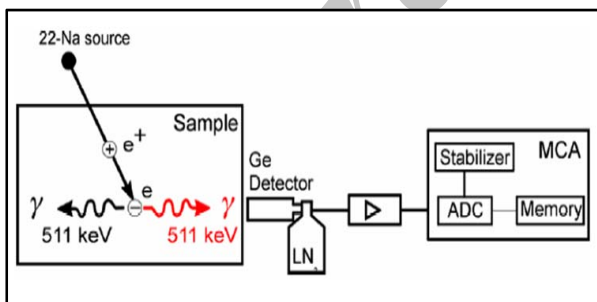 22-Na source
Sample
e+
e
γ
γ
511 keV
511 keV
Ge
Detector
LN
MCA
Stabilizer
ADC
Memory